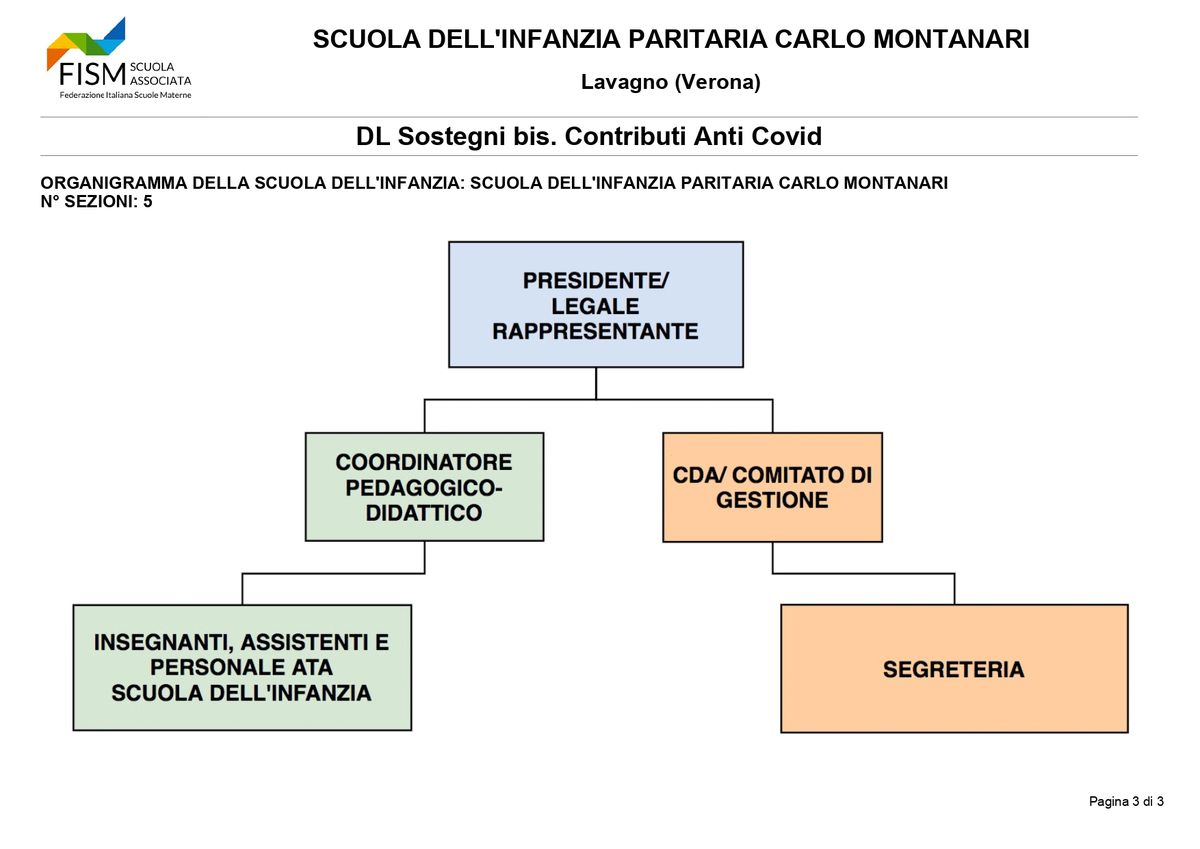 FISM SCUOLA ASSOCIATA
Federazione Italiana Scuole Materne
SCUOLA DELL'INFANZIA PARITARIA CARLO MONTANARI
Lavagno (Verona)
DL Sostegni bis. Contributi Anti Covid
ORGANIGRAMMA DELLA SCUOLA DELL'INFANZIA: SCUOLA DELL'INFANZIA PARITARIA CARLO MONTANARI
N° SEZIONI: 5
PRESIDENTE/
LEGALE
RAPPRESENTANTE
COORDINATORE
PEDAGOGICO-
DIDATTICO
CDA/ COMITATO DI
GESTIONE
INSEGNANTI, ASSISTENTI E
PERSONALE ATA
SCUOLA DELL'INFANZIA
SEGRETERIA
Pagina 3 di 3